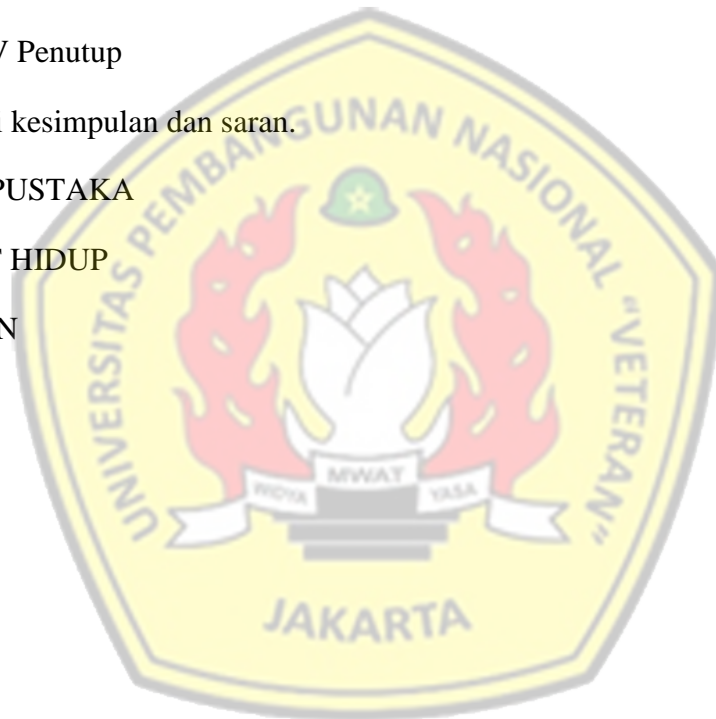 V Penutup
i kesimpulan dan saran.
PUSTAKA
T HIDUP
N
UNIVERSITAS PEMBANGUNAN NASIONAL "VETERAN"
WIDYA MWAT YASA
JAKARTA